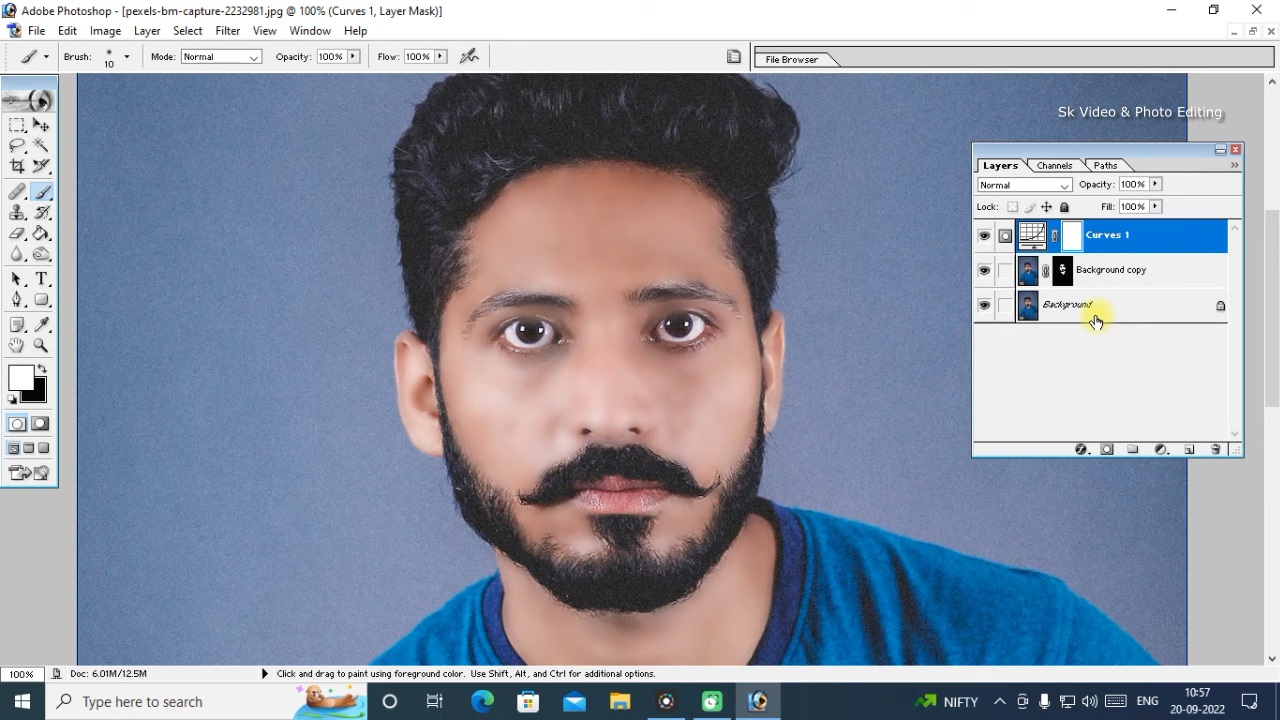 Adobe Photoshop - [pexels-bm-capture-2232981.jpg @ 100% (Curves 1, Layer Mask)]
File Edit Image Layer Select Filter View Window Help
Brush: 10 Mode: Normal Opacity: 100% Flow: 100% File Browser
Sk Video & Photo Editing
Layers Channels Paths
Normal Opacity: 100%
Lock: Fill: 100%
Curves 1
Background copy
Background
100% Doc: 6.01M/12.5M Click and drag to paint using foreground color. Use Shift, Alt, and Ctrl for additional options.
Type here to search NIFTY ENG 10:57
20-09-2022